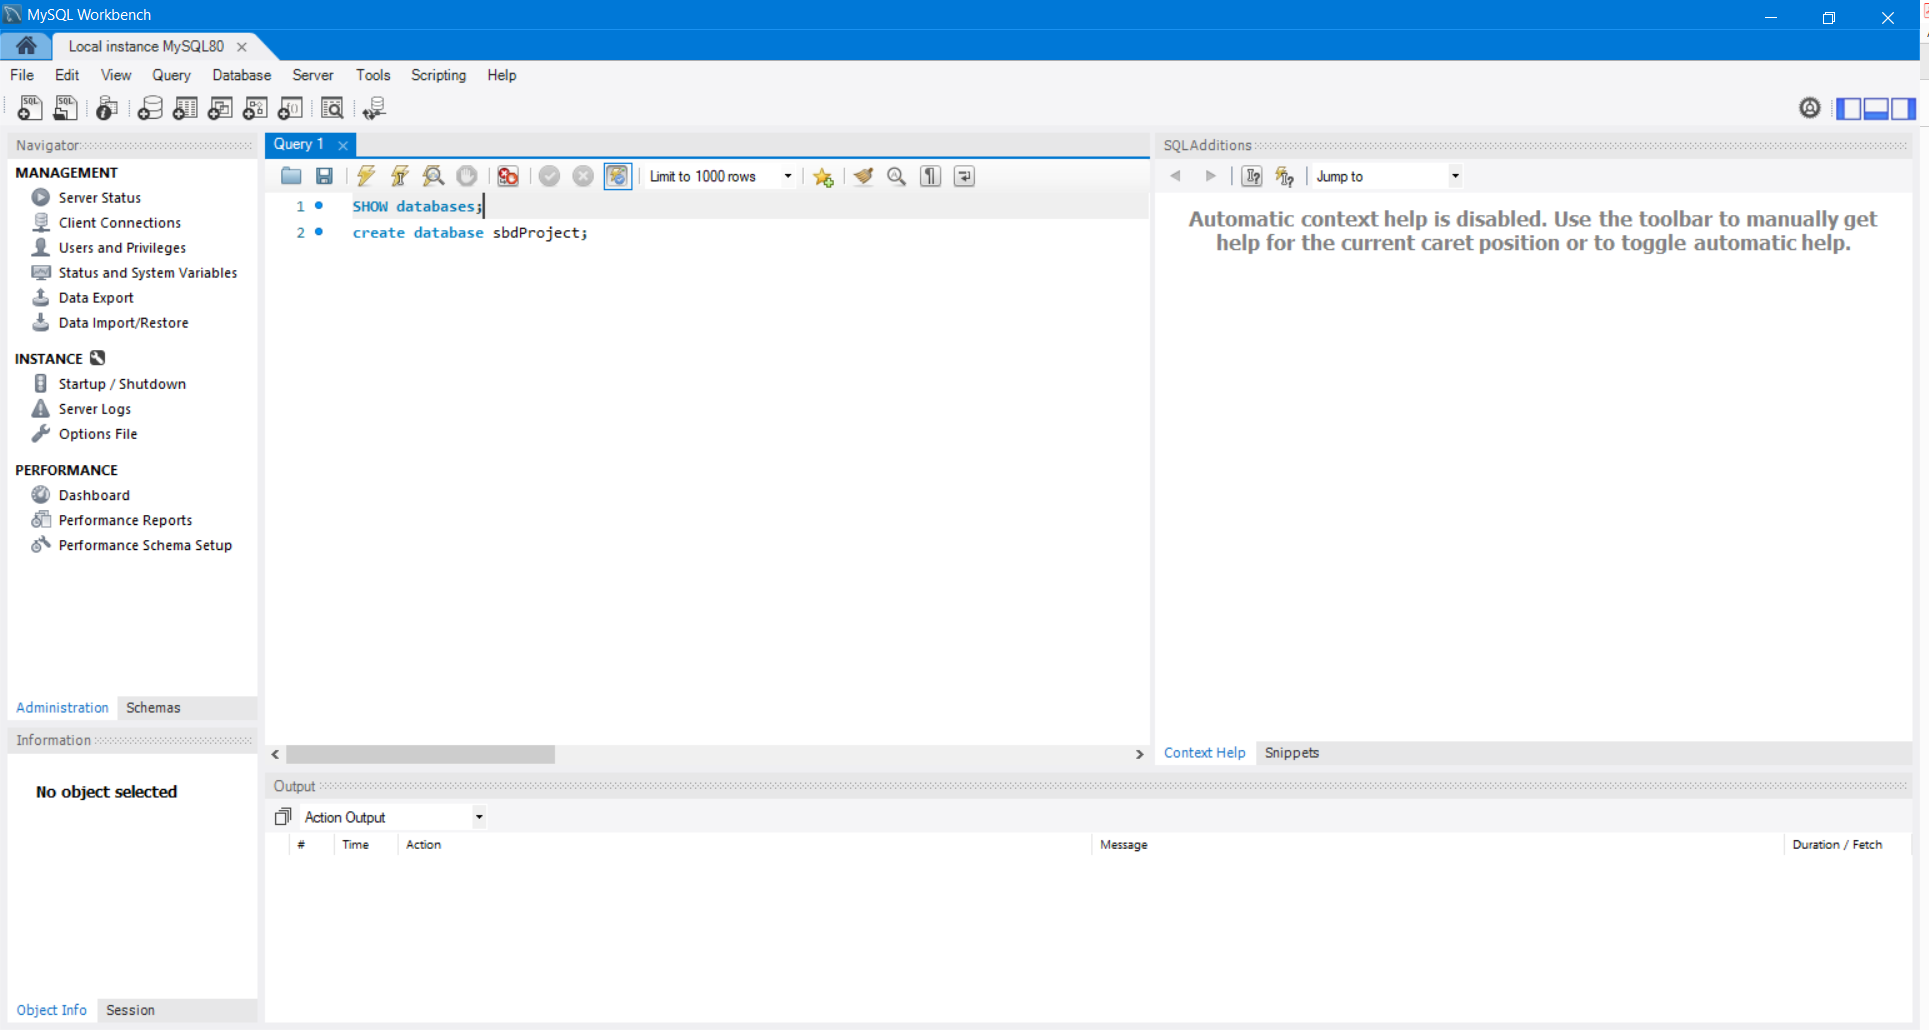 MySQL Workbench
Local instance MySQL80
File Edit View Query Database Server Tools Scripting Help
Navigator
MANAGEMENT
Server Status
Client Connections
Users and Privileges
Status and System Variables
Data Export
Data Import/Restore
INSTANCE
Startup / Shutdown
Server Logs
Options File
PERFORMANCE
Dashboard
Performance Reports
Performance Schema Setup
Administration Schemas
Information
No object selected
Object Info Session
Query 1
Limit to 1000 rows
1 SHOW databases;
2 create database sbdProject;
SQLAdditions
Jump to
Automatic context help is disabled. Use the toolbar to manually get
help for the current caret position or to toggle automatic help.
Context Help Snippets
Output
Action Output
# Time Action Message Duration / Fetch